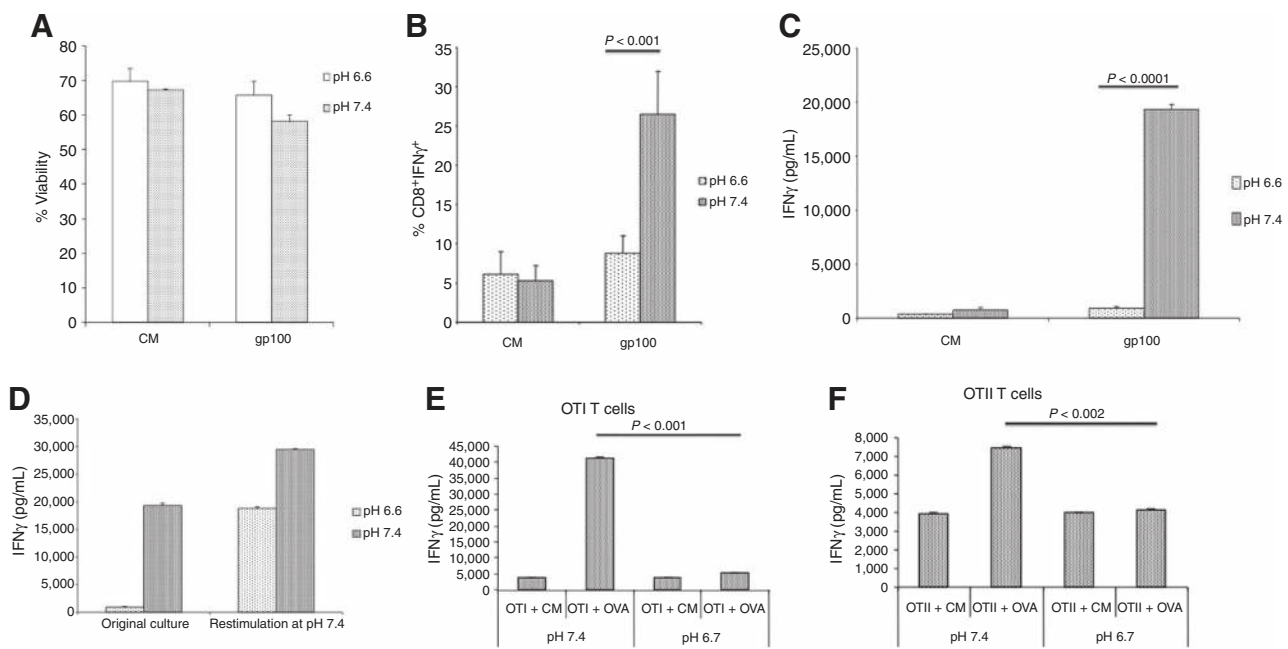 A
80
70
60
50
40
30
20
10
0
% Viability
CM
gp100
pH 6.6
pH 7.4
B
P < 0.001
35
30
25
20
15
10
5
0
% CD8⁺IFNγ⁺
CM
gp100
pH 6.6
pH 7.4
C
P < 0.0001
25,000
20,000
15,000
10,000
5,000
0
IFNγ (pg/mL)
CM
gp100
pH 6.6
pH 7.4
D
35,000
30,000
25,000
20,000
15,000
10,000
5,000
0
IFNγ (pg/mL)
Original culture
Restimulation at pH 7.4
pH 6.6
pH 7.4
E
OTI T cells
P < 0.001
45,000
40,000
35,000
30,000
25,000
20,000
15,000
10,000
5,000
0
IFNγ (pg/mL)
OTI + CM
OTI + OVA
OTI + CM
OTI + OVA
pH 7.4
pH 6.7
F
OTII T cells
P < 0.002
8,000
7,000
6,000
5,000
4,000
3,000
2,000
1,000
0
IFNγ (pg/mL)
OTII + CM
OTII + OVA
OTII + CM
OTII + OVA
pH 7.4
pH 6.7